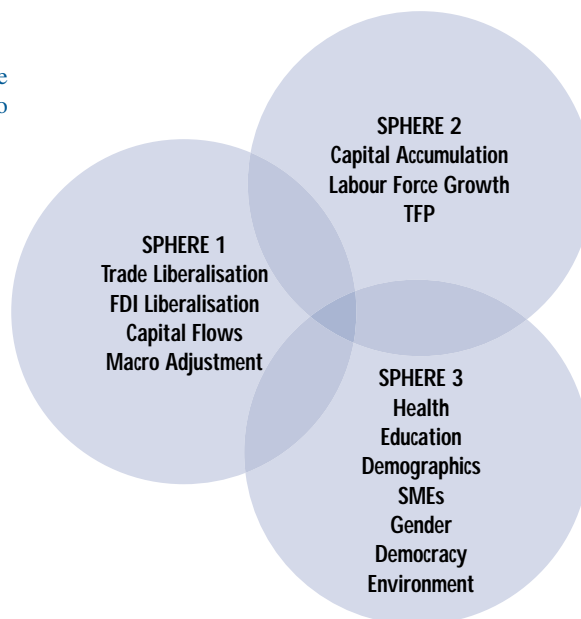 e
o
SPHERE 2
Capital Accumulation
Labour Force Growth
TFP
SPHERE 1
Trade Liberalisation
FDI Liberalisation
Capital Flows
Macro Adjustment
SPHERE 3
Health
Education
Demographics
SMEs
Gender
Democracy
Environment